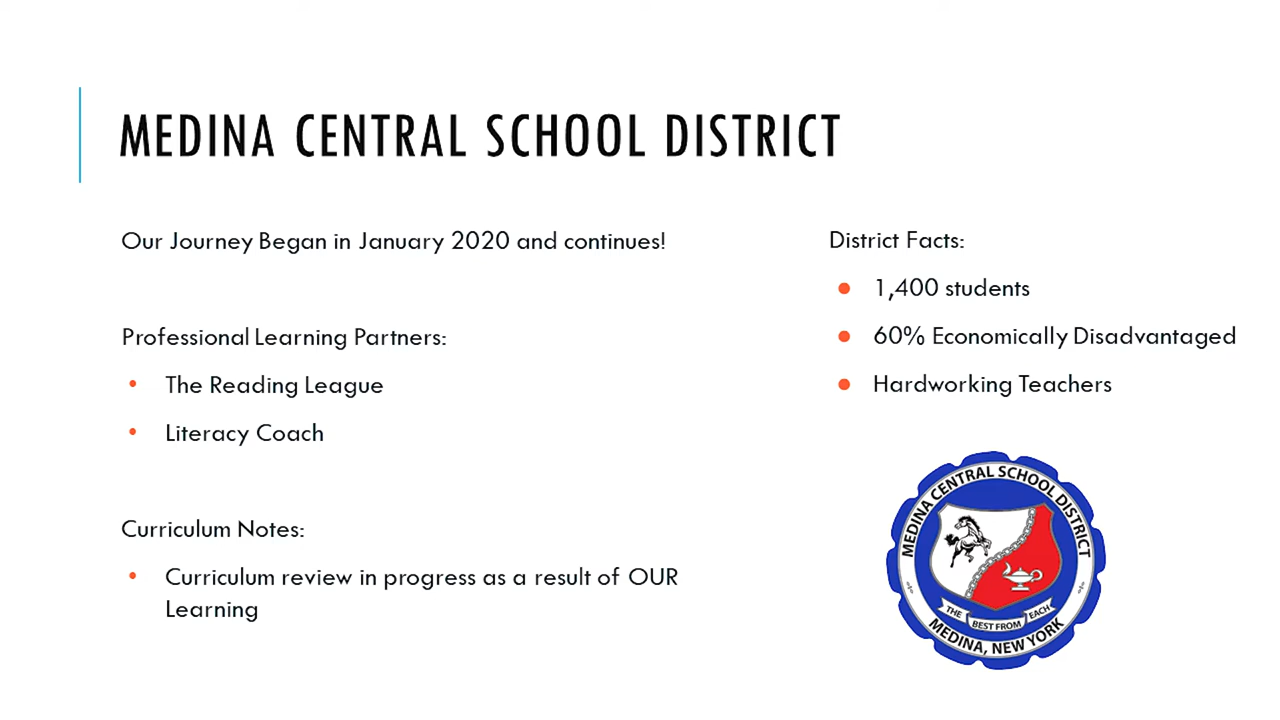 MEDINA CENTRAL SCHOOL DISTRICT
Our Journey Began in January 2020 and continues!
Professional Learning Partners:
• The Reading League
• Literacy Coach
Curriculum Notes:
• Curriculum review in progress as a result of OUR
Learning
District Facts:
• 1,400 students
• 60% Economically Disadvantaged
• Hardworking Teachers
MEDINA CENTRAL SCHOOL DISTRICT
THE BEST FROM EACH
MEDINA, NEW YORK